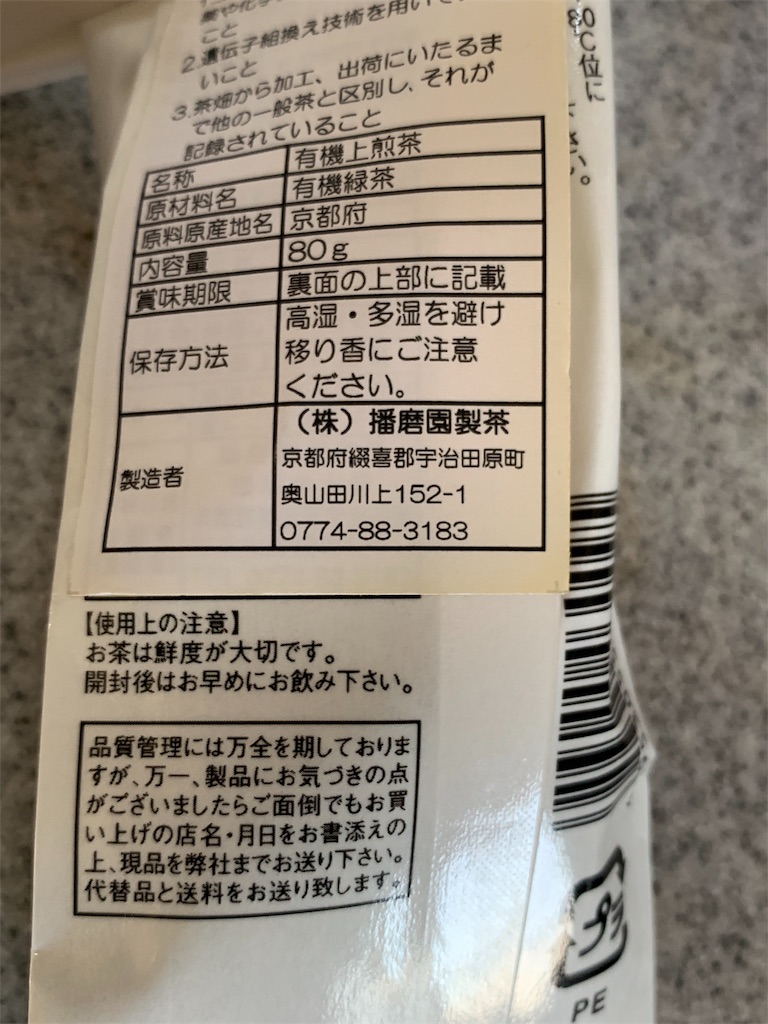 こと
2.遺伝子組換え技術を用いて
いこと
3.茶畑から加工、出荷にいたるま
で他の一般茶と区別し、それが
記録されていること
名称 有機上煎茶
原材料名 有機緑茶
原料原産地名 京都府
内容量 80g
賞味期限 裏面の上部に記載
保存方法 高湿・多湿を避け
移り香にご注意
ください。
製造者 (株)播磨園製茶
京都府綴喜郡宇治田原町
奥山田川上152-1
0774-88-3183
80℃位に
【使用上の注意】
お茶は鮮度が大切です。
開封後はお早めにお飲み下さい。
品質管理には万全を期しておりま
すが、万一、製品にお気づきの点
がございましたらご面倒でもお買
い上げの店名・月日をお書添えの
上、現品を弊社までお送り下さい。
代替品と送料をお送り致します。
プラ
PE